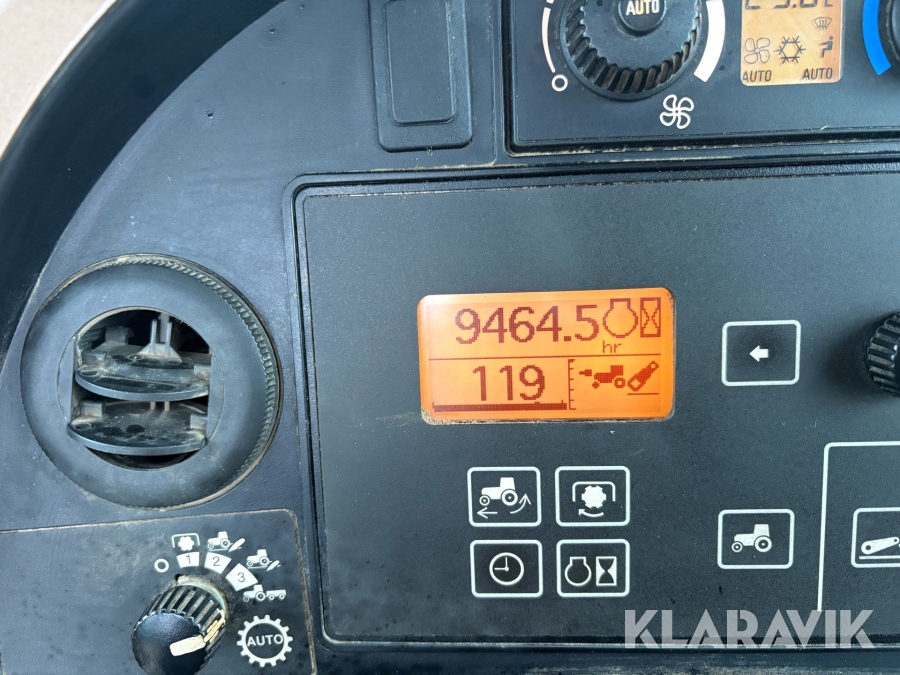 AUTO
AUTO AUTO
9464.5
hr
119
1 2 3
AUTO
KLARAVIK